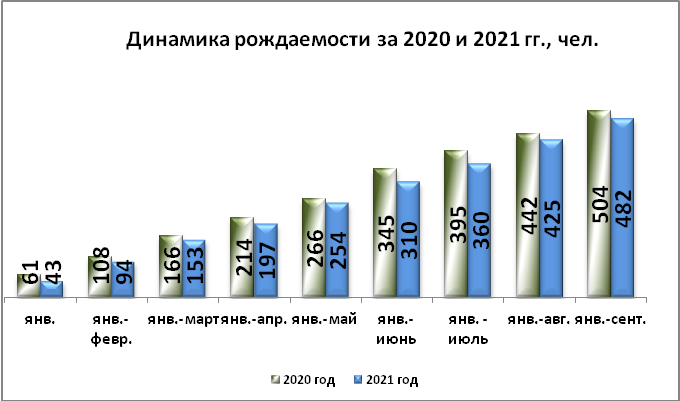 Динамика рождаемости за 2020 и 2021 гг., чел.
61 43 108 94 166 153 214 197 266 254 345 310 395 360 442 425 504 482
янв. янв.- янв.-март янв.-апр. янв.-май янв.- янв. - янв.-авг. янв.-сент.
февр. июнь июль
2020 год 2021 год